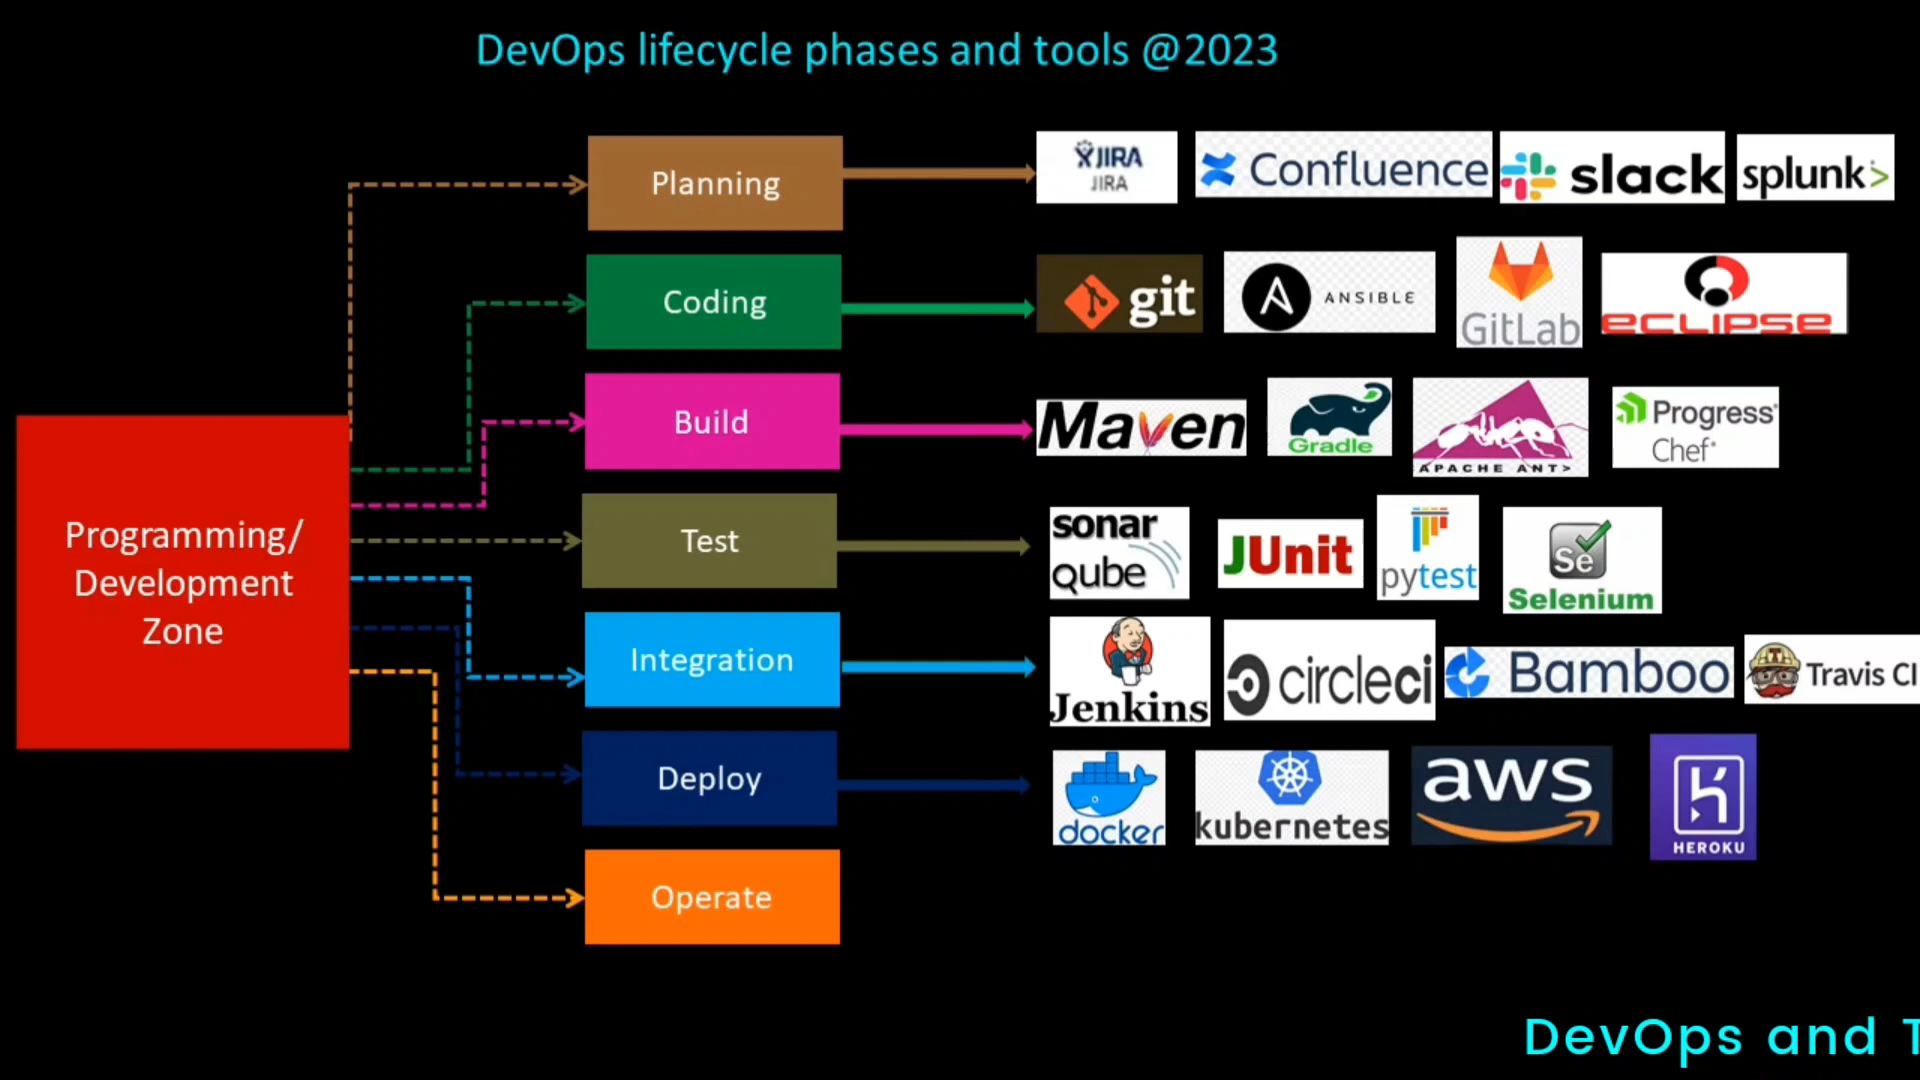 DevOps lifecycle phases and tools @2023
Planning
JIRA
JIRA
Confluence
slack
splunk>
Coding
git
ANSIBLE
GitLab
eclipse
Build
Maven
Gradle
APACHE ANT>
Progress®
Chef®
Programming/
Development
Zone
Test
sonar
qube
JUnit
pytest
Se
Selenium
Integration
Jenkins
circleci
Bamboo
Travis CI
Deploy
docker
kubernetes
aws
HEROKU
Operate
DevOps and T